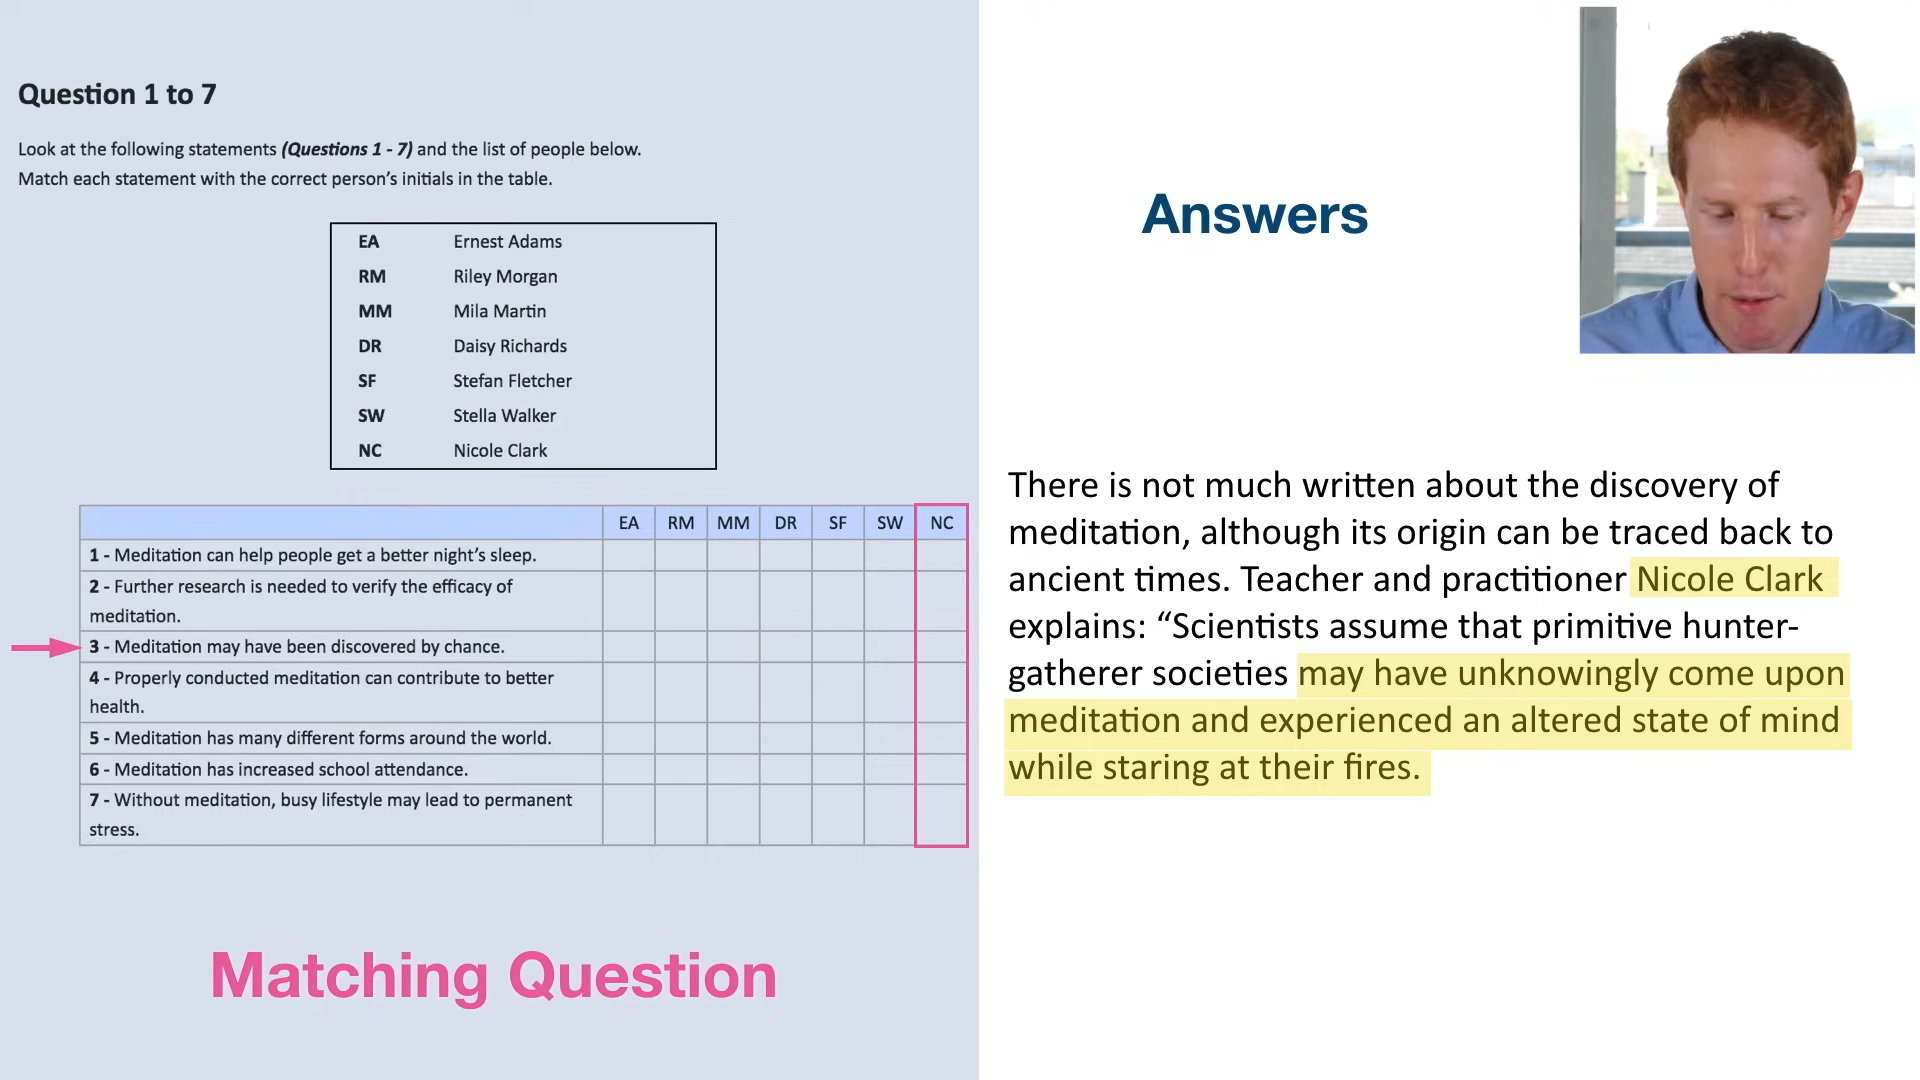 Question 1 to 7
Look at the following statements (Questions 1 - 7) and the list of people below.
Match each statement with the correct person's initials in the table.
EA Ernest Adams
RM Riley Morgan
MM Mila Martin
DR Daisy Richards
SF Stefan Fletcher
SW Stella Walker
NC Nicole Clark
EA RM MM DR SF SW NC
1 - Meditation can help people get a better night's sleep.
2 - Further research is needed to verify the efficacy of
meditation.
3 - Meditation may have been discovered by chance.
4 - Properly conducted meditation can contribute to better
health.
5 - Meditation has many different forms around the world.
6 - Meditation has increased school attendance.
7 - Without meditation, busy lifestyle may lead to permanent
stress.
Matching Question
Answers
There is not much written about the discovery of
meditation, although its origin can be traced back to
ancient times. Teacher and practitioner Nicole Clark
explains: “Scientists assume that primitive hunter-
gatherer societies may have unknowingly come upon
meditation and experienced an altered state of mind
while staring at their fires.